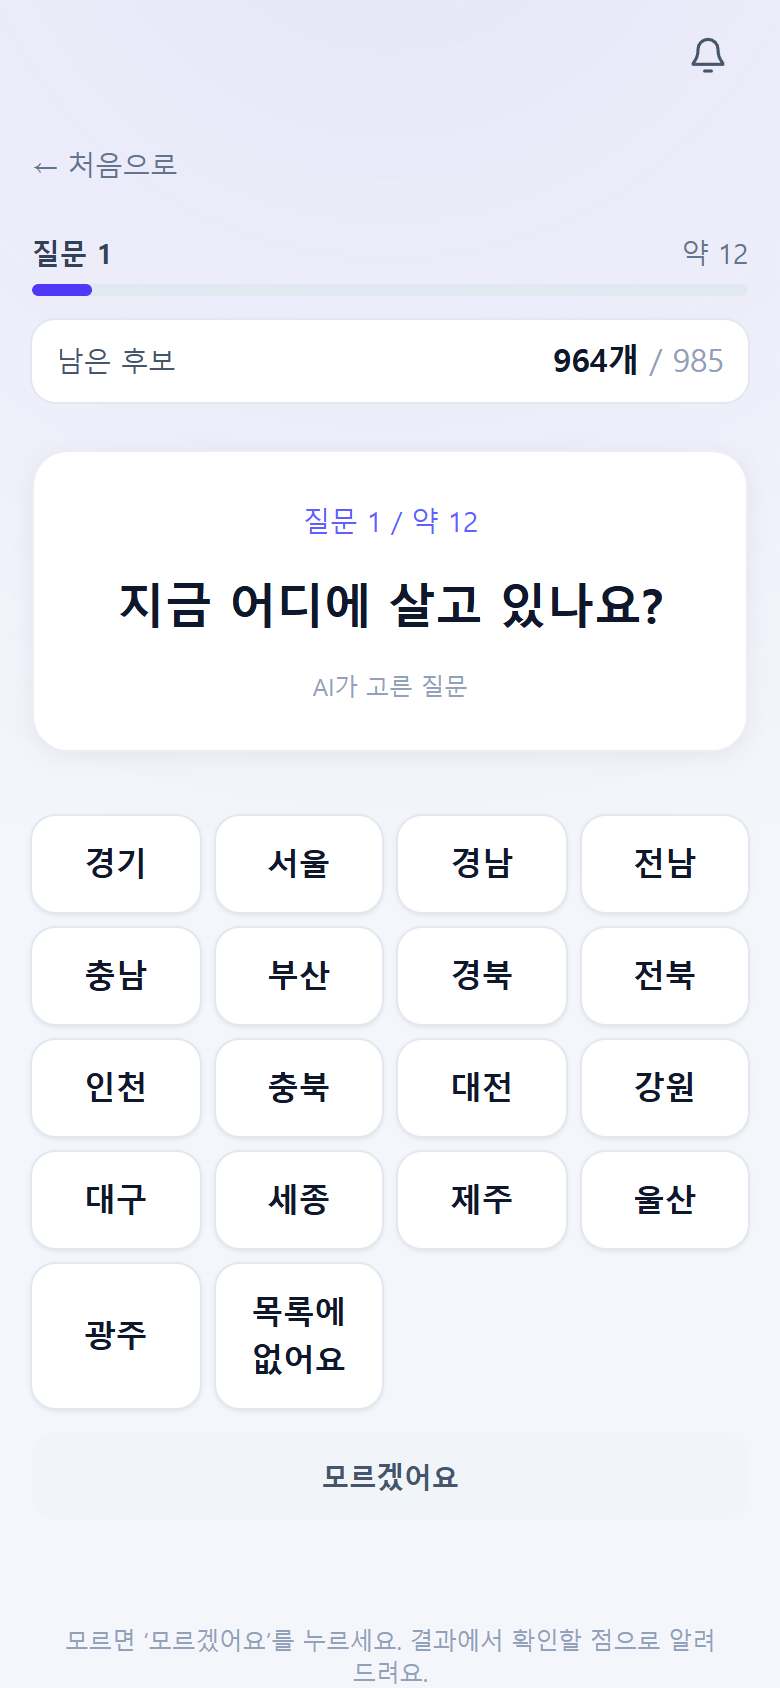 ← 처음으로
질문 1
약 12
남은 후보
964개 / 985
질문 1 / 약 12
지금 어디에 살고 있나요?
AI가 고른 질문
경기
서울
경남
전남
충남
부산
경북
전북
인천
충북
대전
강원
대구
세종
제주
울산
광주
목록에
없어요
모르겠어요
모르면 ‘모르겠어요’를 누르세요. 결과에서 확인할 점으로 알려
드려요.